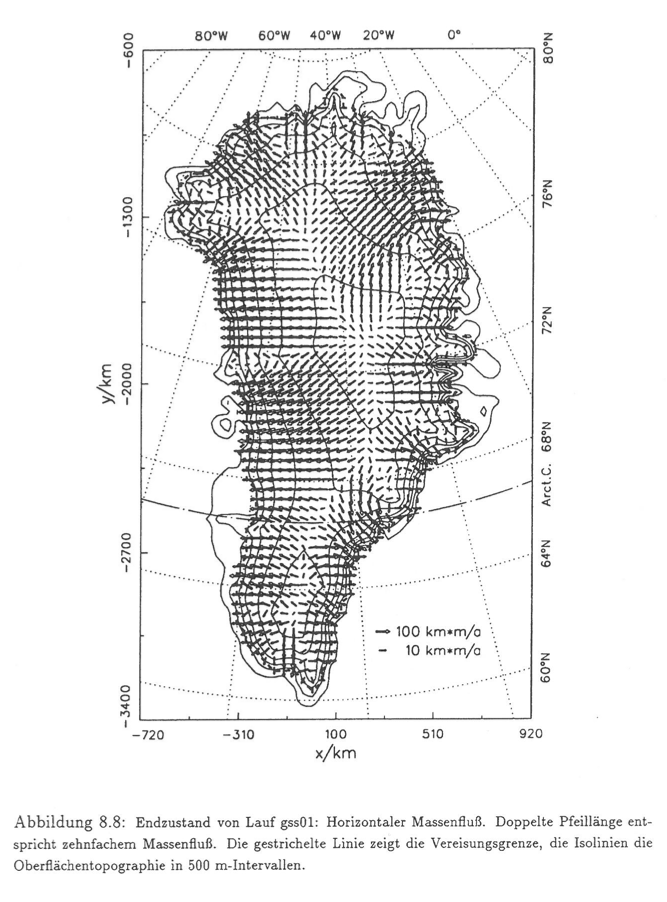 80°W 60°W 40°W 20°W 0°
-600
80°N
76°N
-1300
72°N
-2000
y/km
68°N
Arct.C.
-2700
64°N
100 km*m/a
10 km*m/a
60°N
-3400
-720 -310 100 510 920
x/km
Abbildung 8.8: Endzustand von Lauf gss01: Horizontaler Massenfluß. Doppelte Pfeillänge ent-
spricht zehnfachem Massenfluß. Die gestrichelte Linie zeigt die Vereisungsgrenze, die Isolinien die
Oberflächentopographie in 500 m-Intervallen.